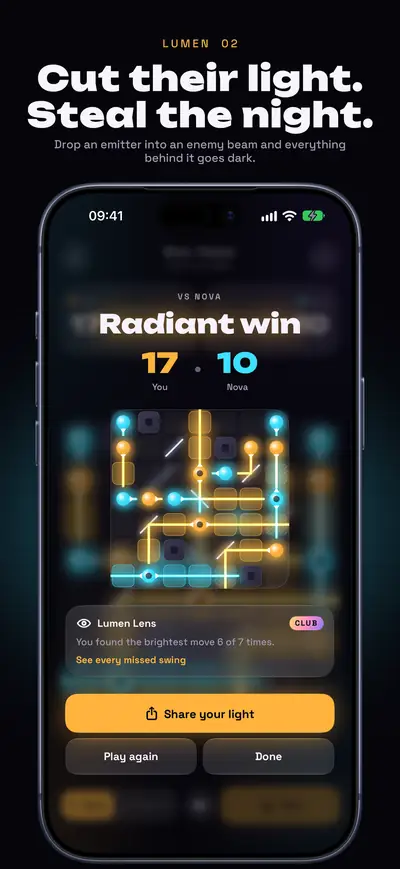 LUMEN 02
Cut their light.
Steal the night.
Drop an emitter into an enemy beam and everything
behind it goes dark.
09:41
VS NOVA
Radiant win
17 • 10
You Nova
Lumen Lens CLUB
You found the brightest move 6 of 7 times.
See every missed swing
Share your light
Play again Done